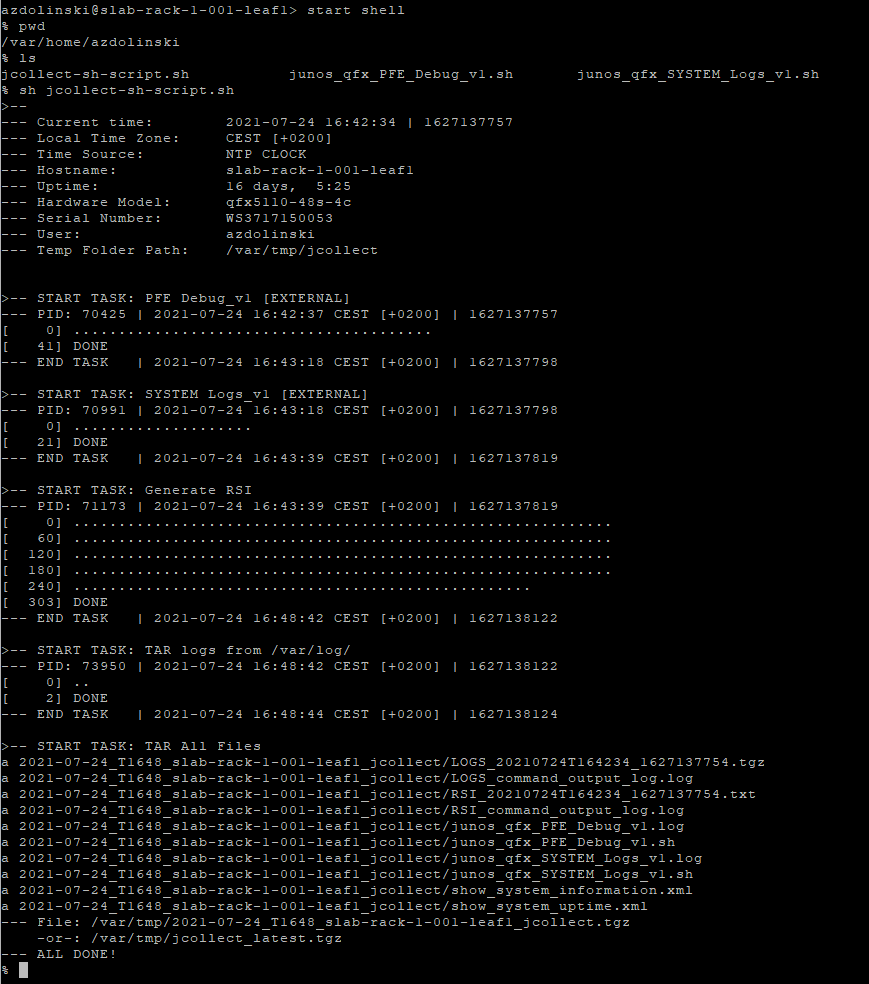 azdolinski@slab-rack-1-001-leaf1> start shell
% pwd
/var/home/azdolinski
% ls
jcollect-sh-script.sh           junos_qfx_PFE_Debug_v1.sh       junos_qfx_SYSTEM_Logs_v1.sh
% sh jcollect-sh-script.sh
>--
--- Current time:        2021-07-24 16:42:34 | 1627137757
--- Local Time Zone:     CEST [+0200]
--- Time Source:         NTP CLOCK
--- Hostname:            slab-rack-1-001-leaf1
--- Uptime:              16 days,  5:25
--- Hardware Model:      qfx5110-48s-4c
--- Serial Number:       WS3717150053
--- User:                azdolinski
--- Temp Folder Path:    /var/tmp/jcollect
>-- START TASK: PFE Debug_v1 [EXTERNAL]
--- PID: 70425 | 2021-07-24 16:42:37 CEST [+0200] | 1627137757
[    0] ........................................
[   41] DONE
--- END TASK   | 2021-07-24 16:43:18 CEST [+0200] | 1627137798
>-- START TASK: SYSTEM Logs_v1 [EXTERNAL]
--- PID: 70991 | 2021-07-24 16:43:18 CEST [+0200] | 1627137798
[    0] ....................
[   21] DONE
--- END TASK   | 2021-07-24 16:43:39 CEST [+0200] | 1627137819
>-- START TASK: Generate RSI
--- PID: 71173 | 2021-07-24 16:43:39 CEST [+0200] | 1627137819
[    0] ............................................................
[   60] ............................................................
[  120] ............................................................
[  180] ............................................................
[  240] ...................................................
[  303] DONE
--- END TASK   | 2021-07-24 16:48:42 CEST [+0200] | 1627138122
>-- START TASK: TAR logs from /var/log/
--- PID: 73950 | 2021-07-24 16:48:42 CEST [+0200] | 1627138122
[    0] ..
[    2] DONE
--- END TASK   | 2021-07-24 16:48:44 CEST [+0200] | 1627138124
>-- START TASK: TAR All Files
a 2021-07-24_T1648_slab-rack-1-001-leaf1_jcollect/LOGS_20210724T164234_1627137754.tgz
a 2021-07-24_T1648_slab-rack-1-001-leaf1_jcollect/LOGS_command_output_log.log
a 2021-07-24_T1648_slab-rack-1-001-leaf1_jcollect/RSI_20210724T164234_1627137754.txt
a 2021-07-24_T1648_slab-rack-1-001-leaf1_jcollect/RSI_command_output_log.log
a 2021-07-24_T1648_slab-rack-1-001-leaf1_jcollect/junos_qfx_PFE_Debug_v1.log
a 2021-07-24_T1648_slab-rack-1-001-leaf1_jcollect/junos_qfx_PFE_Debug_v1.sh
a 2021-07-24_T1648_slab-rack-1-001-leaf1_jcollect/junos_qfx_SYSTEM_Logs_v1.log
a 2021-07-24_T1648_slab-rack-1-001-leaf1_jcollect/junos_qfx_SYSTEM_Logs_v1.sh
a 2021-07-24_T1648_slab-rack-1-001-leaf1_jcollect/show_system_information.xml
a 2021-07-24_T1648_slab-rack-1-001-leaf1_jcollect/show_system_uptime.xml
--- File: /var/tmp/2021-07-24_T1648_slab-rack-1-001-leaf1_jcollect.tgz
    -or-: /var/tmp/jcollect_latest.tgz
--- ALL DONE!
%